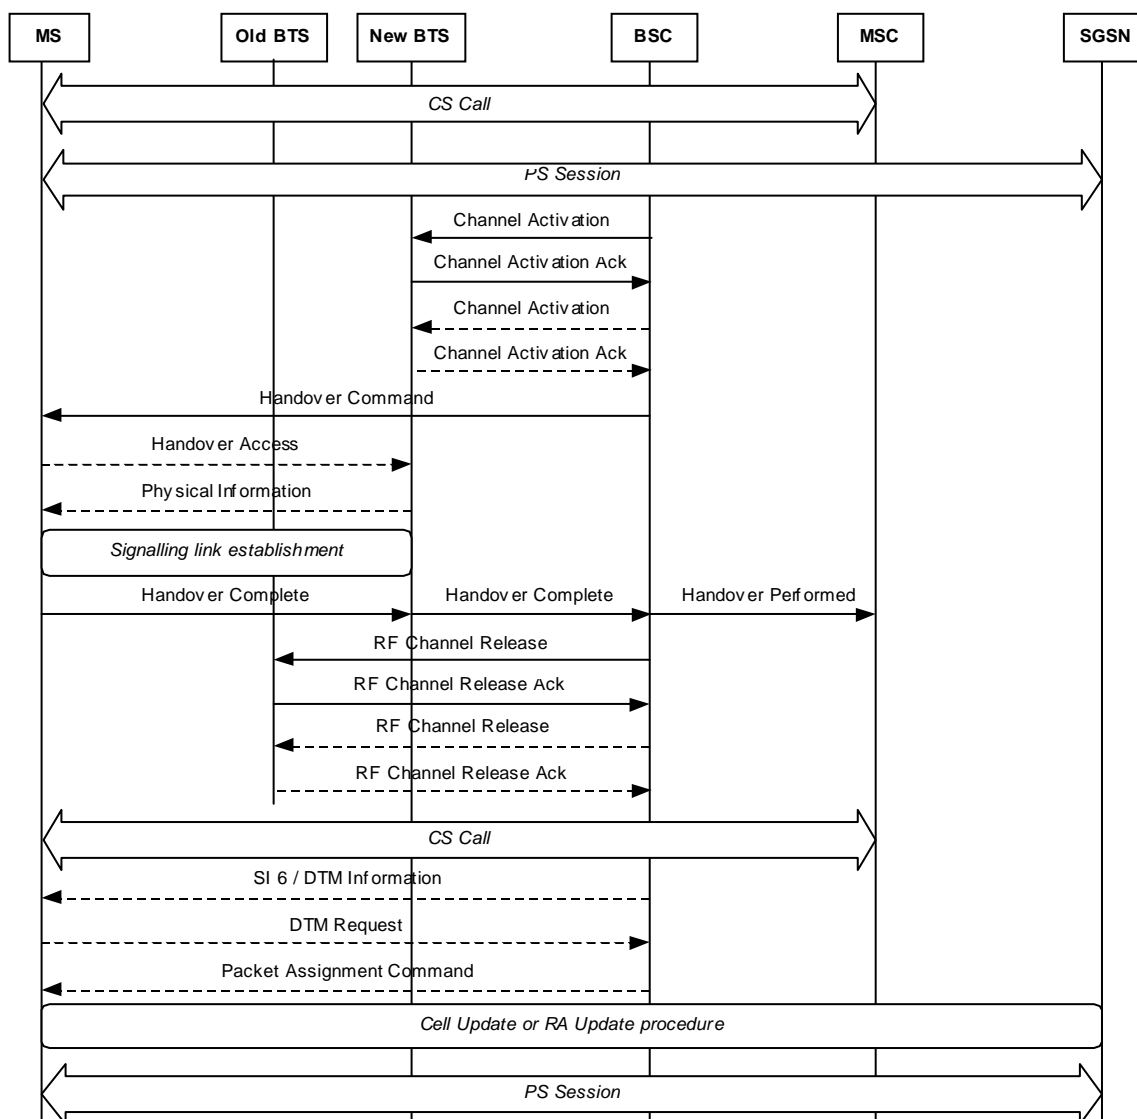 MS Old BTS New BTS BSC MSC SGSN
CS Call
PS Session
Channel Activation
Channel Activation Ack
Channel Activation
Channel Activation Ack
Handover Command
Handover Access
Physical Information
Signalling link establishment
Handover Complete Handover Complete Handover Performed
RF Channel Release
RF Channel Release Ack
RF Channel Release
RF Channel Release Ack
CS Call
SI 6 / DTM Information
DTM Request
Packet Assignment Command
Cell Update or RA Update procedure
PS Session